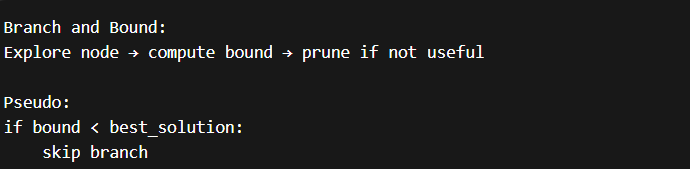 Branch and Bound:
Explore node → compute bound → prune if not useful
Pseudo:
if bound < best_solution:
    skip branch